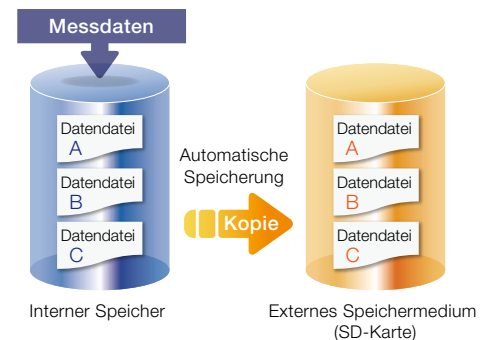 Messdaten
Datendatei
A
Datendatei
B
Datendatei
C
Interner Speicher
Automatische
Speicherung
Kopie
Datendatei
A
Datendatei
B
Datendatei
C
Externes Speichermedium
(SD-Karte)